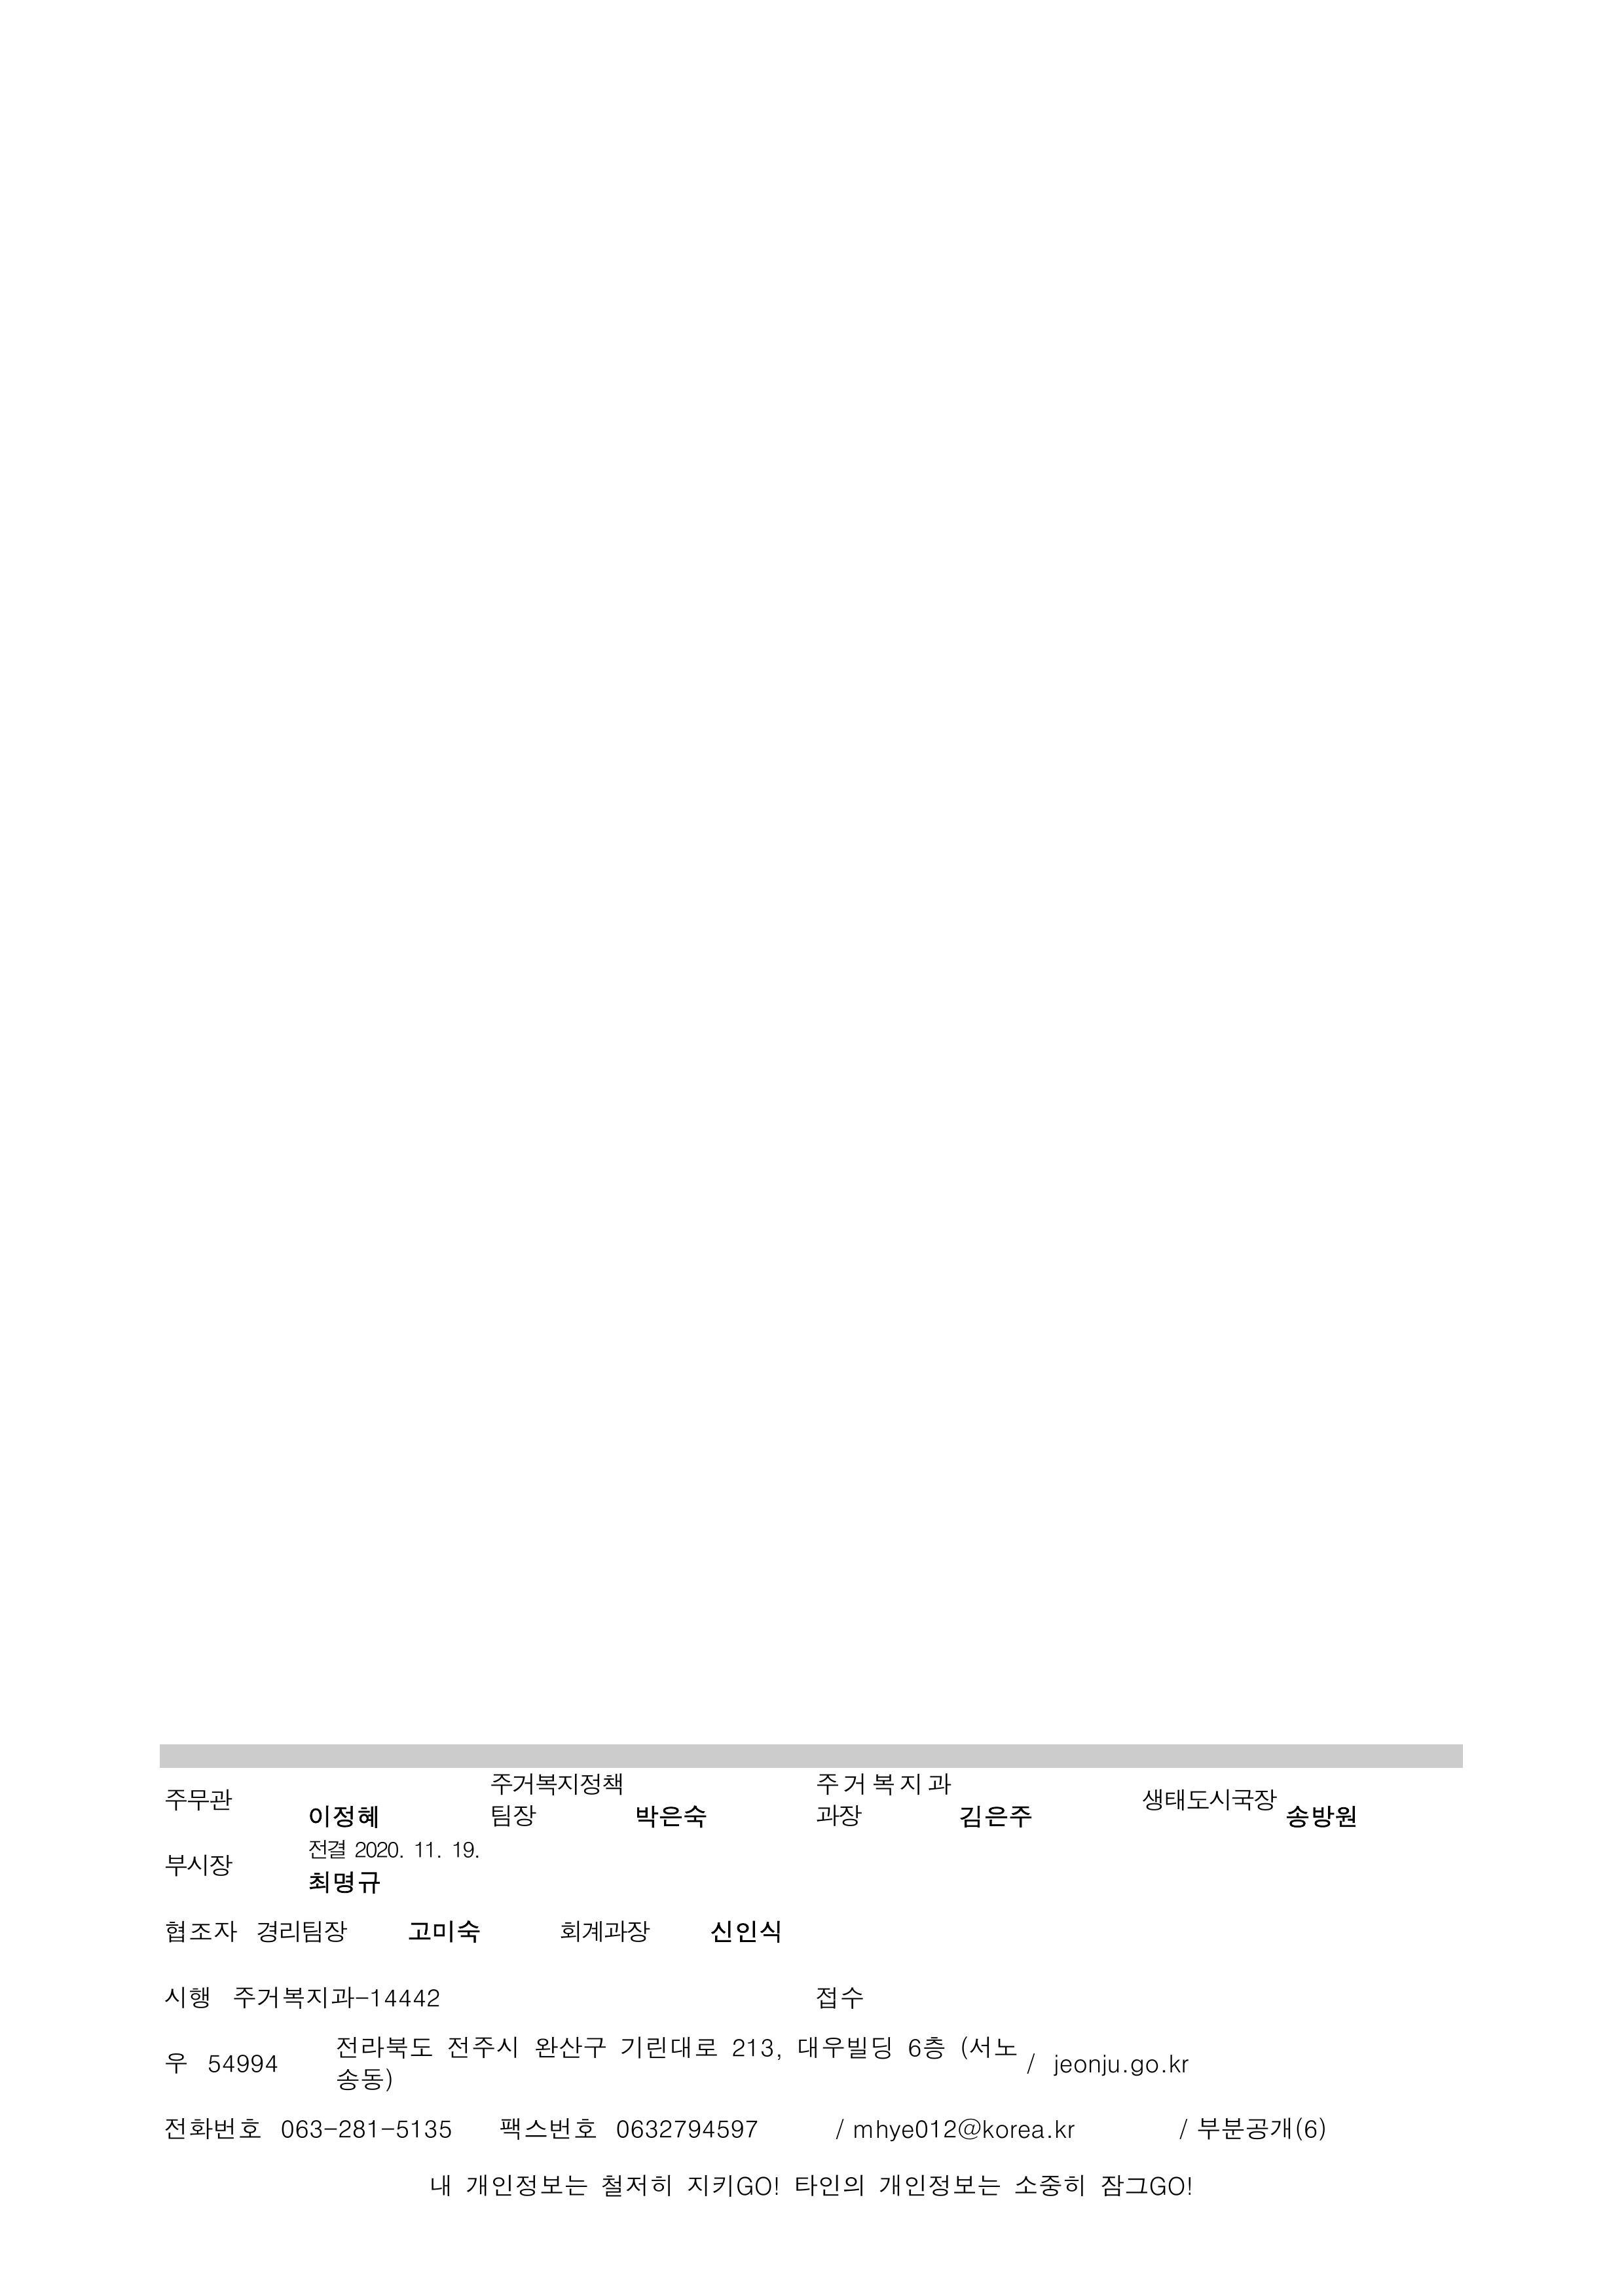 주무관 이정혜 주거복지정책팀장 박은숙 주거복지과과장 김은주 생태도시국장 송방원
부시장 전결 2020. 11. 19. 최명규
협조자 경리팀장 고미숙 회계과장 신인식
시행 주거복지과-14442 접수
우 54994 전라북도 전주시 완산구 기린대로 213, 대우빌딩 6층 (서노송동) / jeonju.go.kr
전화번호 063-281-5135 팩스번호 0632794597 / mhye012@korea.kr / 부분공개(6)
내 개인정보는 철저히 지키GO! 타인의 개인정보는 소중히 잠그GO!